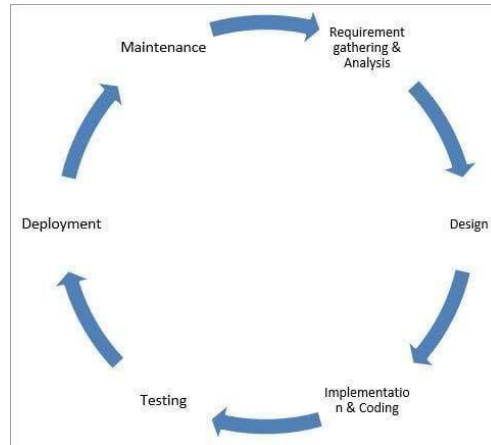 Maintenance
Requirement
gathering &
Analysis
Design
Implementatio
n & Coding
Testing
Deployment